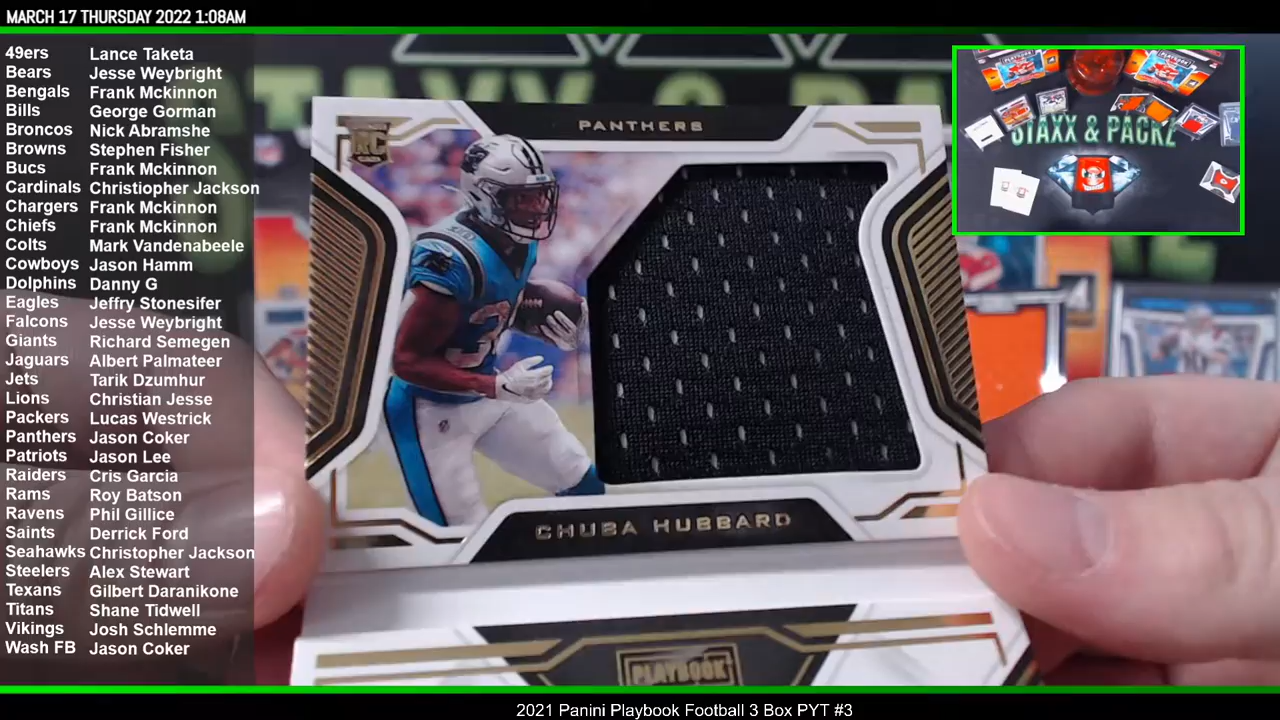 MARCH 17 THURSDAY 2022 1:08AM
49ers Lance Taketa
Bears Jesse Weybright
Bengals Frank Mckinnon
Bills George Gorman
Broncos Nick Abramshe
Browns Stephen Fisher
Bucs Frank Mckinnon
Cardinals Christiopher Jackson
Chargers Frank Mckinnon
Chiefs Frank Mckinnon
Colts Mark Vandenabeele
Cowboys Jason Hamm
Dolphins Danny G
Eagles Jeffry Stonesifer
Falcons Jesse Weybright
Giants Richard Semegen
Jaguars Albert Palmateer
Jets Tarik Dzumhur
Lions Christian Jesse
Packers Lucas Westrick
Panthers Jason Coker
Patriots Jason Lee
Raiders Cris Garcia
Rams Roy Batson
Ravens Phil Gillice
Saints Derrick Ford
Seahawks Christopher Jackson
Steelers Alex Stewart
Texans Gilbert Daranikone
Titans Shane Tidwell
Vikings Josh Schlemme
Wash FB Jason Coker
RC
PANTHERS
CHUBA HUBBARD
PLAYBOOK
STAXX & PACKZ
2021 Panini Playbook Football 3 Box PYT #3